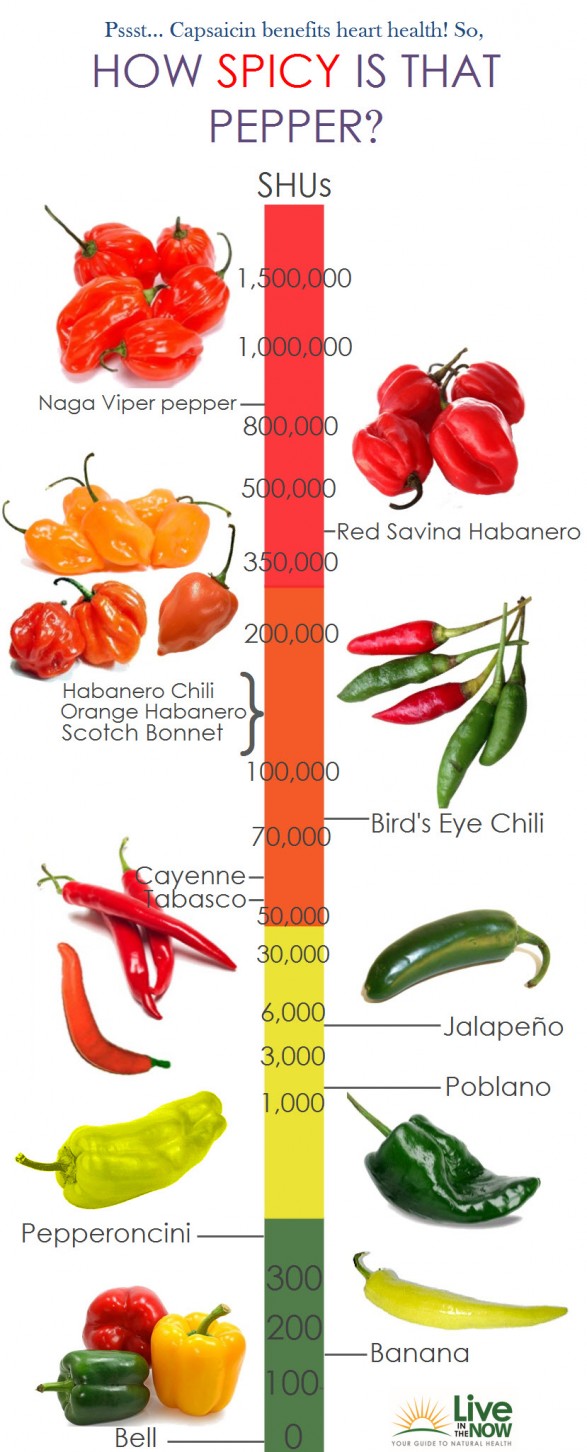 Pssst... Capsaicin benefits heart health! So,
HOW SPICY IS THAT
PEPPER?
SHUs
1,500,000
1,000,000
Naga Viper pepper
800,000
500,000
Red Savina Habanero
350,000
200,000
Habanero Chili
Orange Habanero
Scotch Bonnet
100,000
Bird's Eye Chili
70,000
Cayenne
Tabasco
50,000
30,000
6,000
Jalapeño
3,000
Poblano
1,000
Pepperoncini
300
200
Banana
100
Bell
0
Live
IN THE NOW
YOUR GUIDE TO NATURAL HEALTH